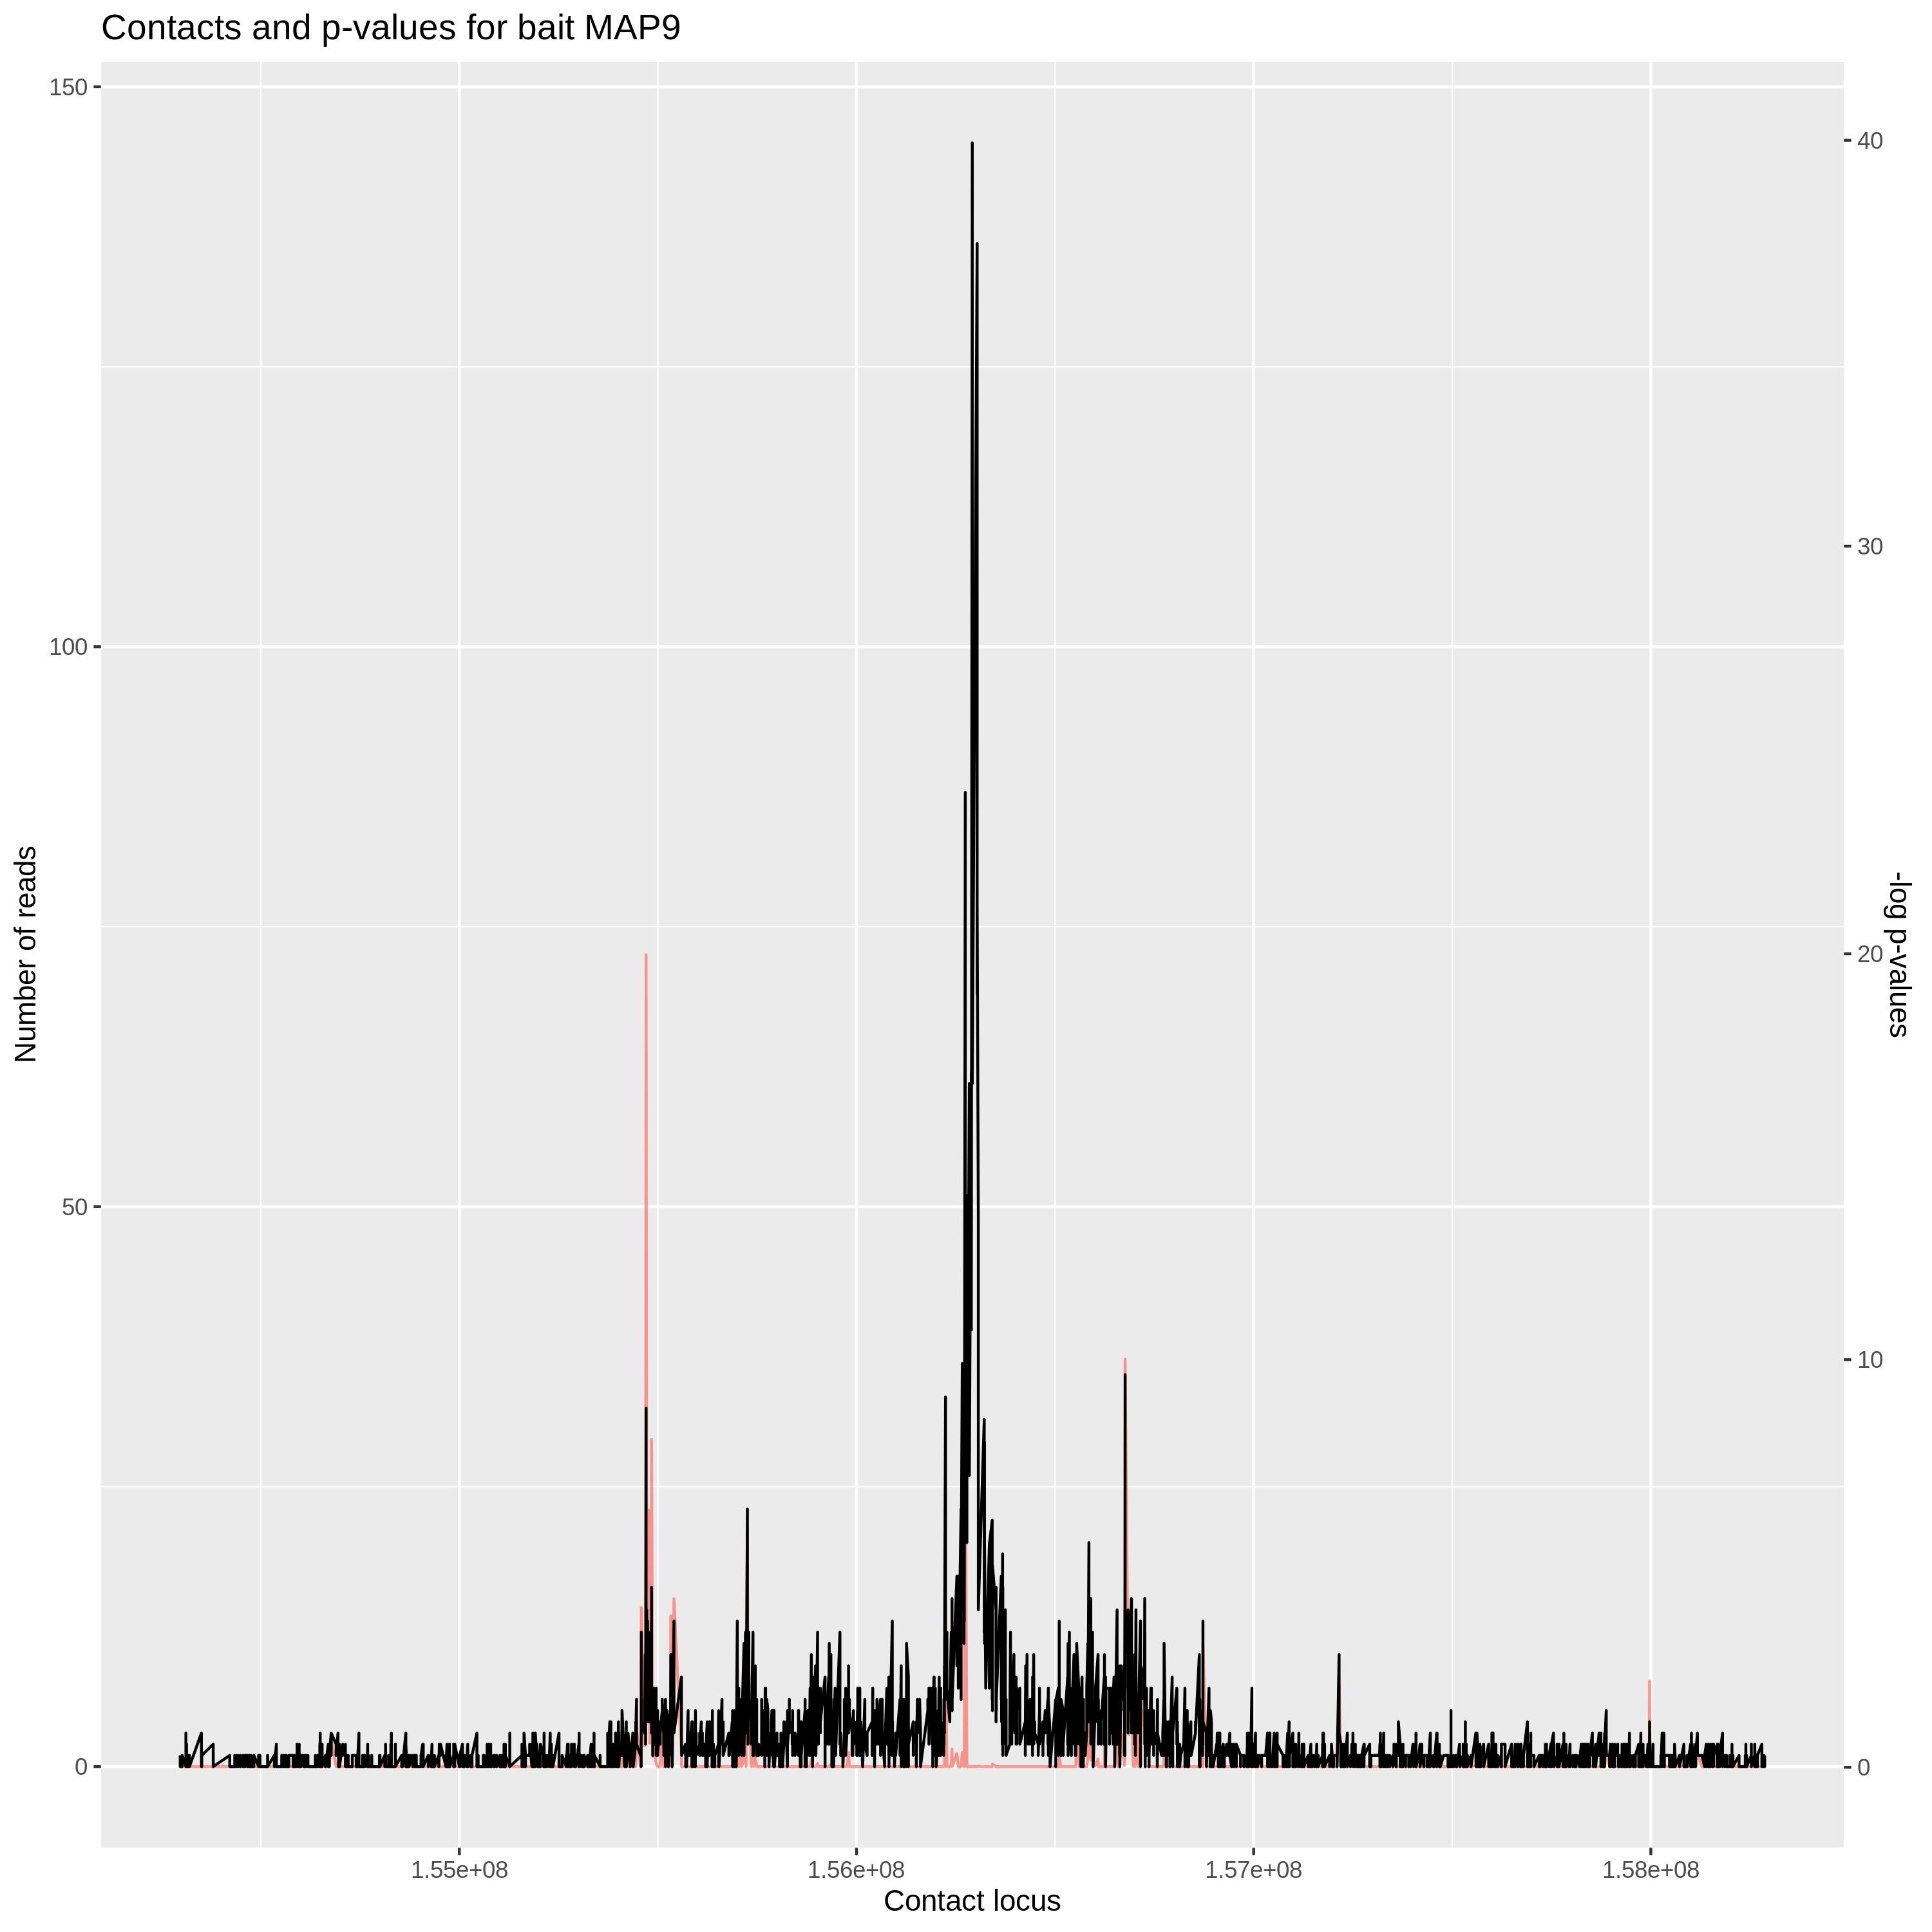 Contacts and p-values for bait MAP9
150
100
50
0
Number of reads
40
30
20
10
0
-log p-values
1.55e+08
1.56e+08
1.57e+08
1.58e+08
Contact locus